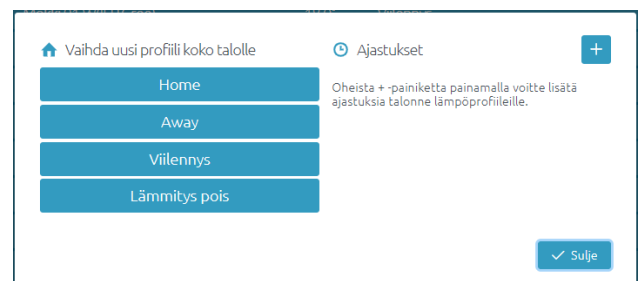 Vaihda uusi profiili koko talolle
Home
Away
Viilennys
Lämmitys pois
Ajastukset
+
Oheista + -painiketta painamalla voitte lisätä
ajastuksia talonne lämpöprofiileille.
Sulje